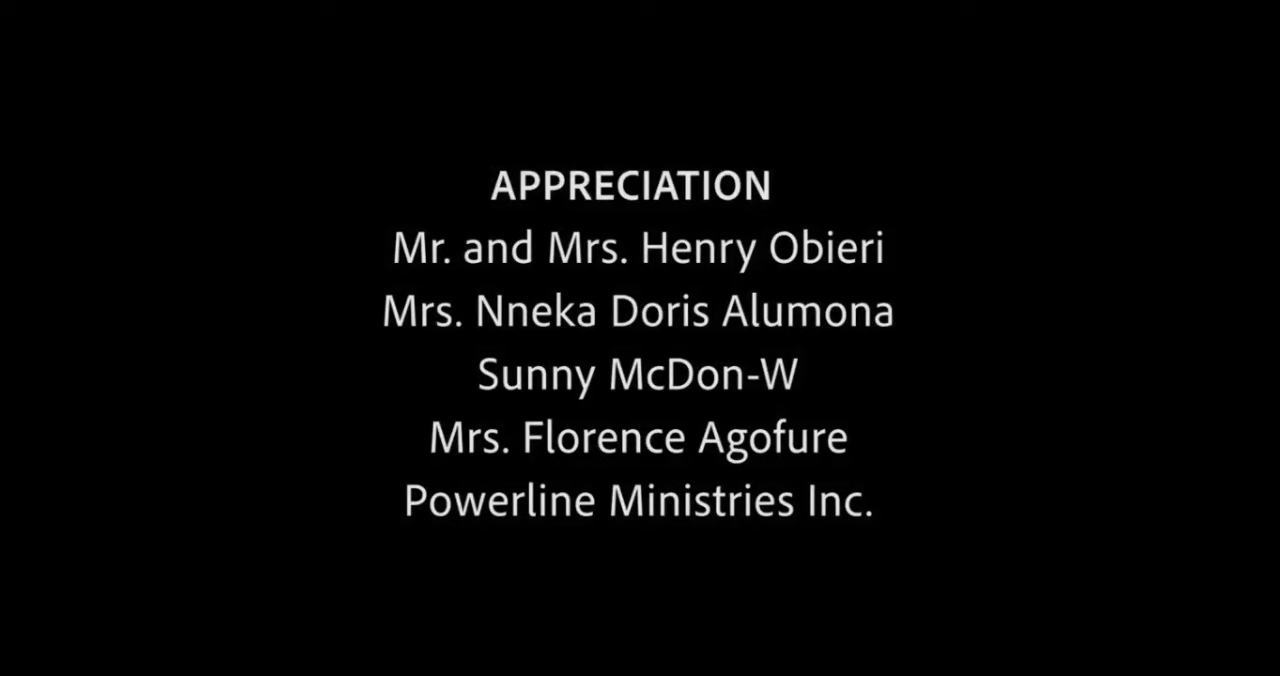 APPRECIATION
Mr. and Mrs. Henry Obieri
Mrs. Nneka Doris Alumona
Sunny McDon-W
Mrs. Florence Agofure
Powerline Ministries Inc.